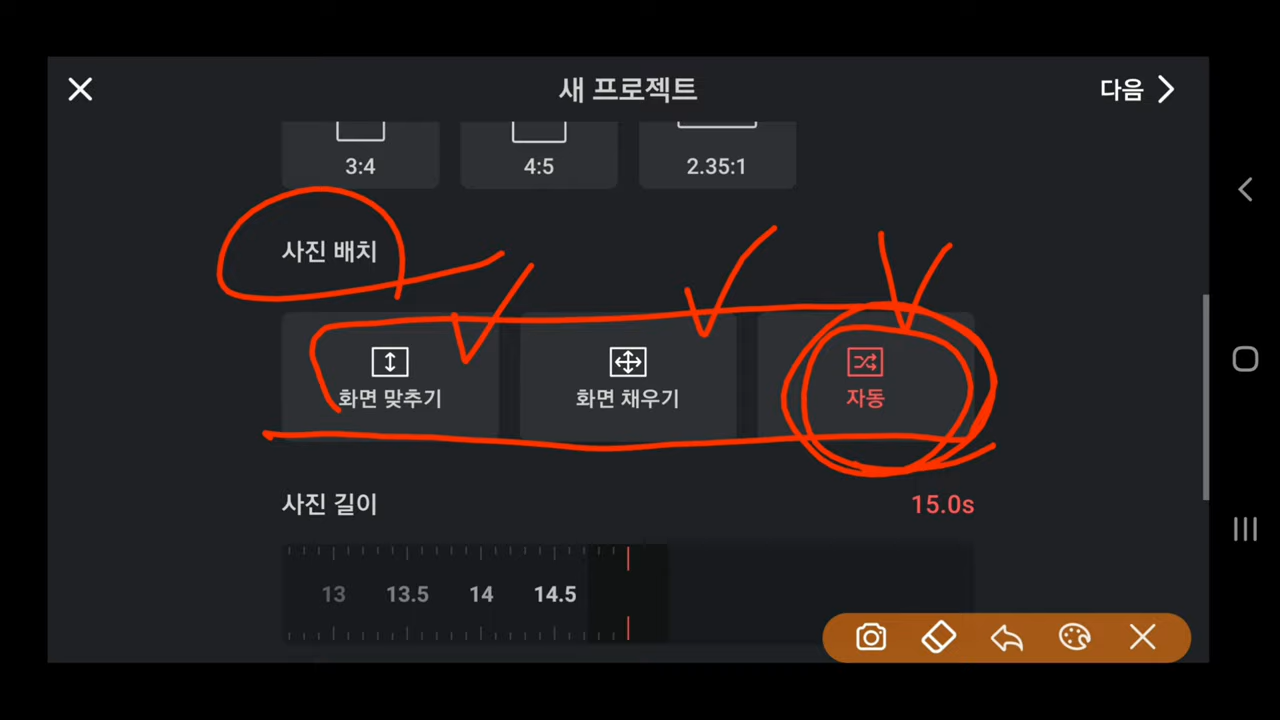 새 프로젝트
다음
3:4
4:5
2.35:1
사진 배치
화면 맞추기
화면 채우기
자동
사진 길이
15.0s
13
13.5
14
14.5